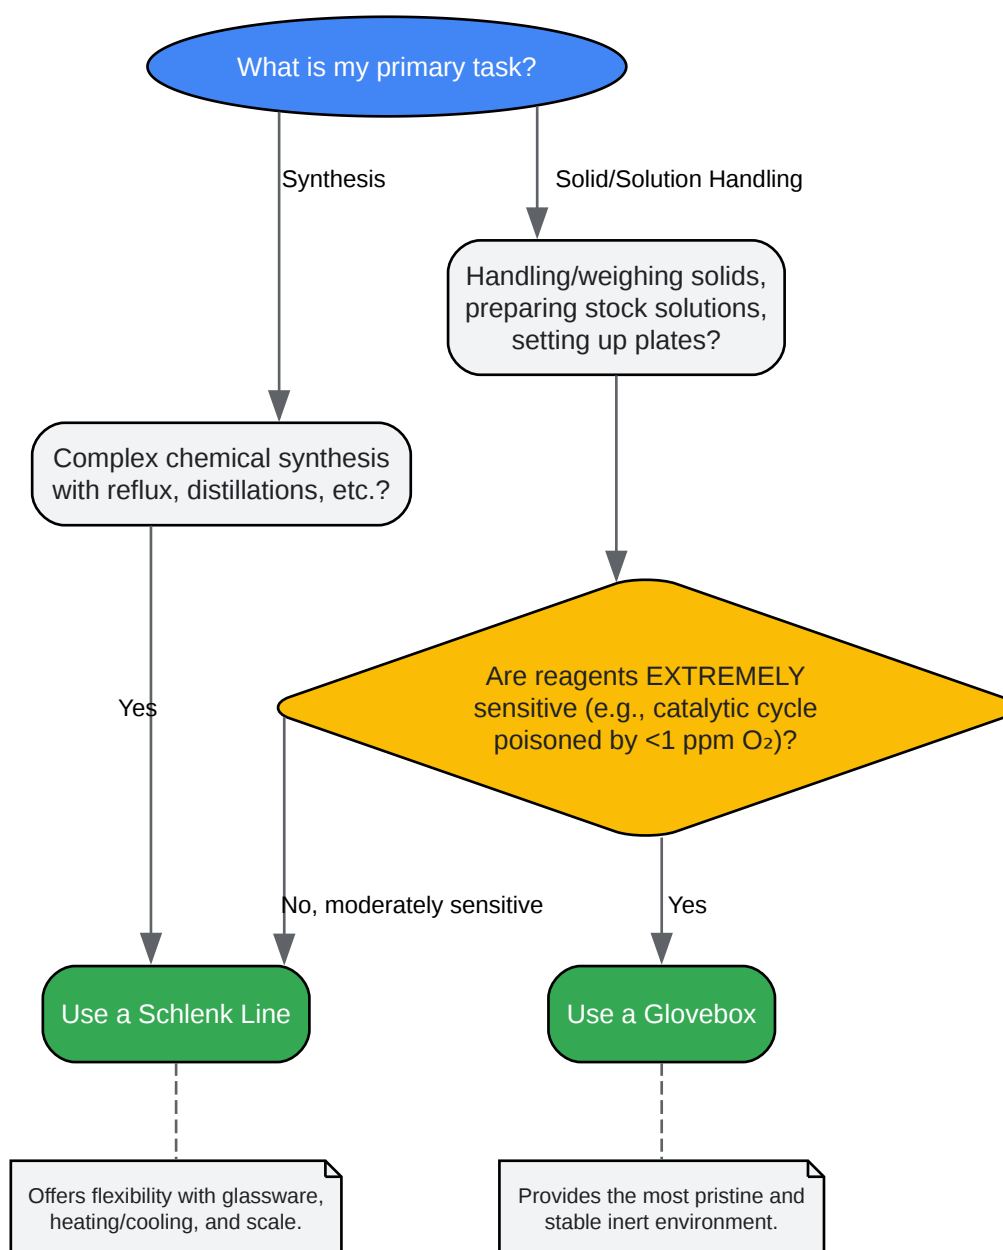 What is my primary task?
Synthesis
Solid/Solution Handling
Handling/weighing solids,
preparing stock solutions,
setting up plates?
Complex chemical synthesis
with reflux, distillations, etc.?
Are reagents EXTREMELY
sensitive (e.g., catalytic cycle
poisoned by <1 ppm O₂)?
Yes
No, moderately sensitive
Yes
Use a Schlenk Line
Use a Glovebox
Offers flexibility with glassware,
heating/cooling, and scale.
Provides the most pristine and
stable inert environment.